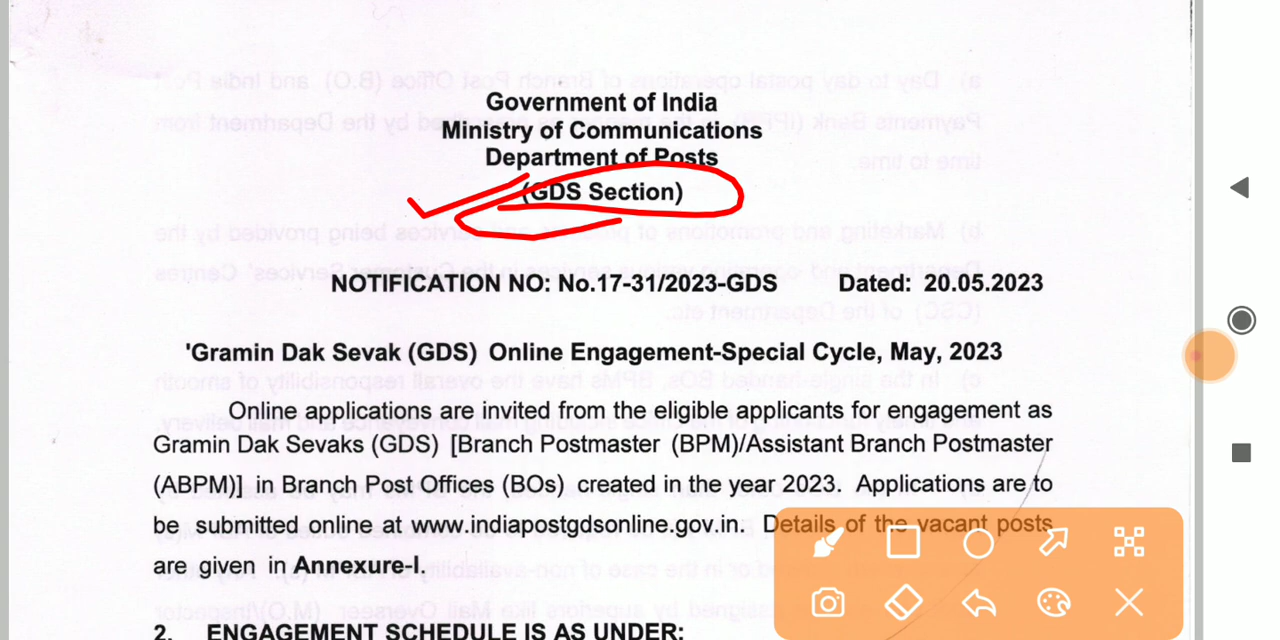 Government of India
Ministry of Communications
Department of Posts
(GDS Section)
NOTIFICATION NO: No.17-31/2023-GDS Dated: 20.05.2023
'Gramin Dak Sevak (GDS) Online Engagement-Special Cycle, May, 2023
Online applications are invited from the eligible applicants for engagement as
Gramin Dak Sevaks (GDS) [Branch Postmaster (BPM)/Assistant Branch Postmaster
(ABPM)] in Branch Post Offices (BOs) created in the year 2023. Applications are to
be submitted online at www.indiapostgdsonline.gov.in. Details of the vacant posts
are given in Annexure-I.
2. ENGAGEMENT SCHEDULE IS AS UNDER: